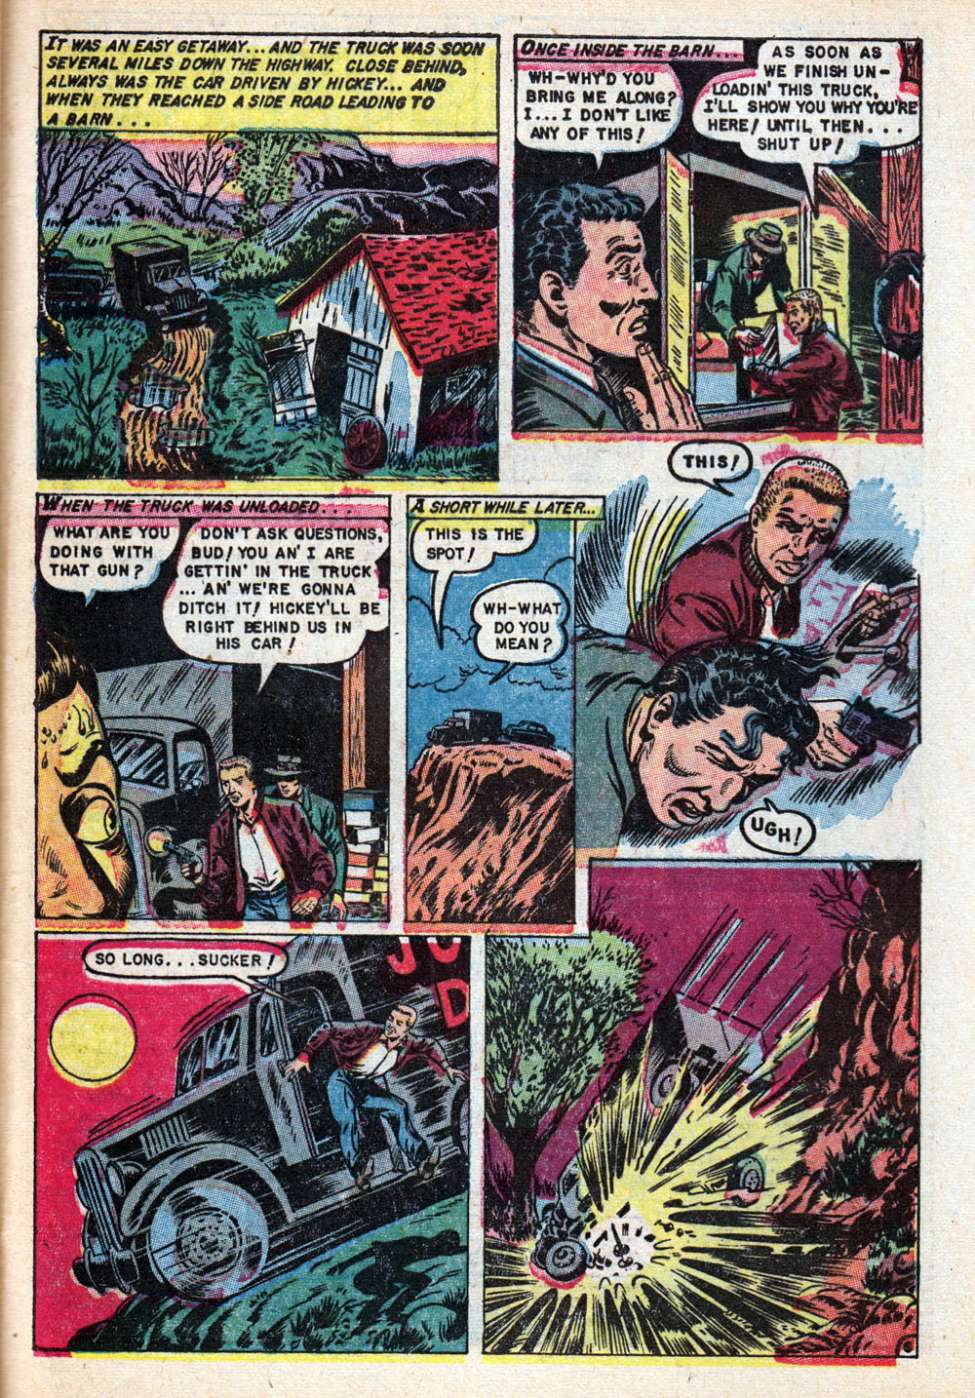 IT WAS AN EASY GETAWAY... AND THE TRUCK WAS SOON
SEVERAL MILES DOWN THE HIGHWAY. CLOSE BEHIND,
ALWAYS WAS THE CAR DRIVEN BY HICKEY... AND
WHEN THEY REACHED A SIDE ROAD LEADING TO
A BARN...
ONCE INSIDE THE BARN...
WH-WHY'D YOU
BRING ME ALONG?
I... I DON'T LIKE
ANY OF THIS!
AS SOON AS
WE FINISH UN-
LOADIN' THIS TRUCK,
I'LL SHOW YOU WHY YOU'RE
HERE! UNTIL THEN...
SHUT UP!
WHEN THE TRUCK WAS UNLOADED....
WHAT ARE YOU
DOING WITH
THAT GUN?
DON'T ASK QUESTIONS,
BUD! YOU AN' I ARE
GETTIN' IN THE TRUCK
... AN' WE'RE GONNA
DITCH IT! HICKEY'LL BE
RIGHT BEHIND US IN
HIS CAR!
A SHORT WHILE LATER...
THIS IS THE
SPOT!
WH-WHAT
DO YOU
MEAN?
THIS!
UGH!
SO LONG...SUCKER!
JU
D